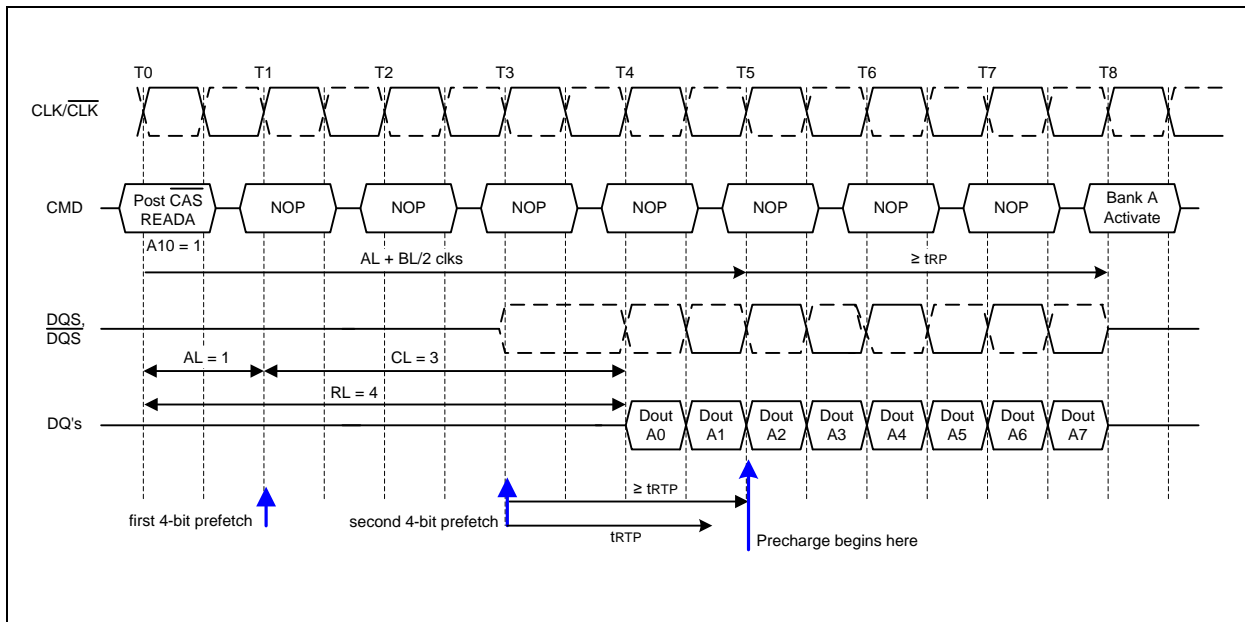 T0 T1 T2 T3 T4 T5 T6 T7 T8
CLK/CLK
CMD
Post CAS
READA
NOP NOP NOP NOP NOP NOP NOP
Bank A
Activate
A10 = 1
AL + BL/2 clks
≥ tRP
DQS,
DQS
AL = 1
CL = 3
RL = 4
DQ's
Dout
A0
Dout
A1
Dout
A2
Dout
A3
Dout
A4
Dout
A5
Dout
A6
Dout
A7
≥ tRTP
first 4-bit prefetch
second 4-bit prefetch
tRTP
Precharge begins here